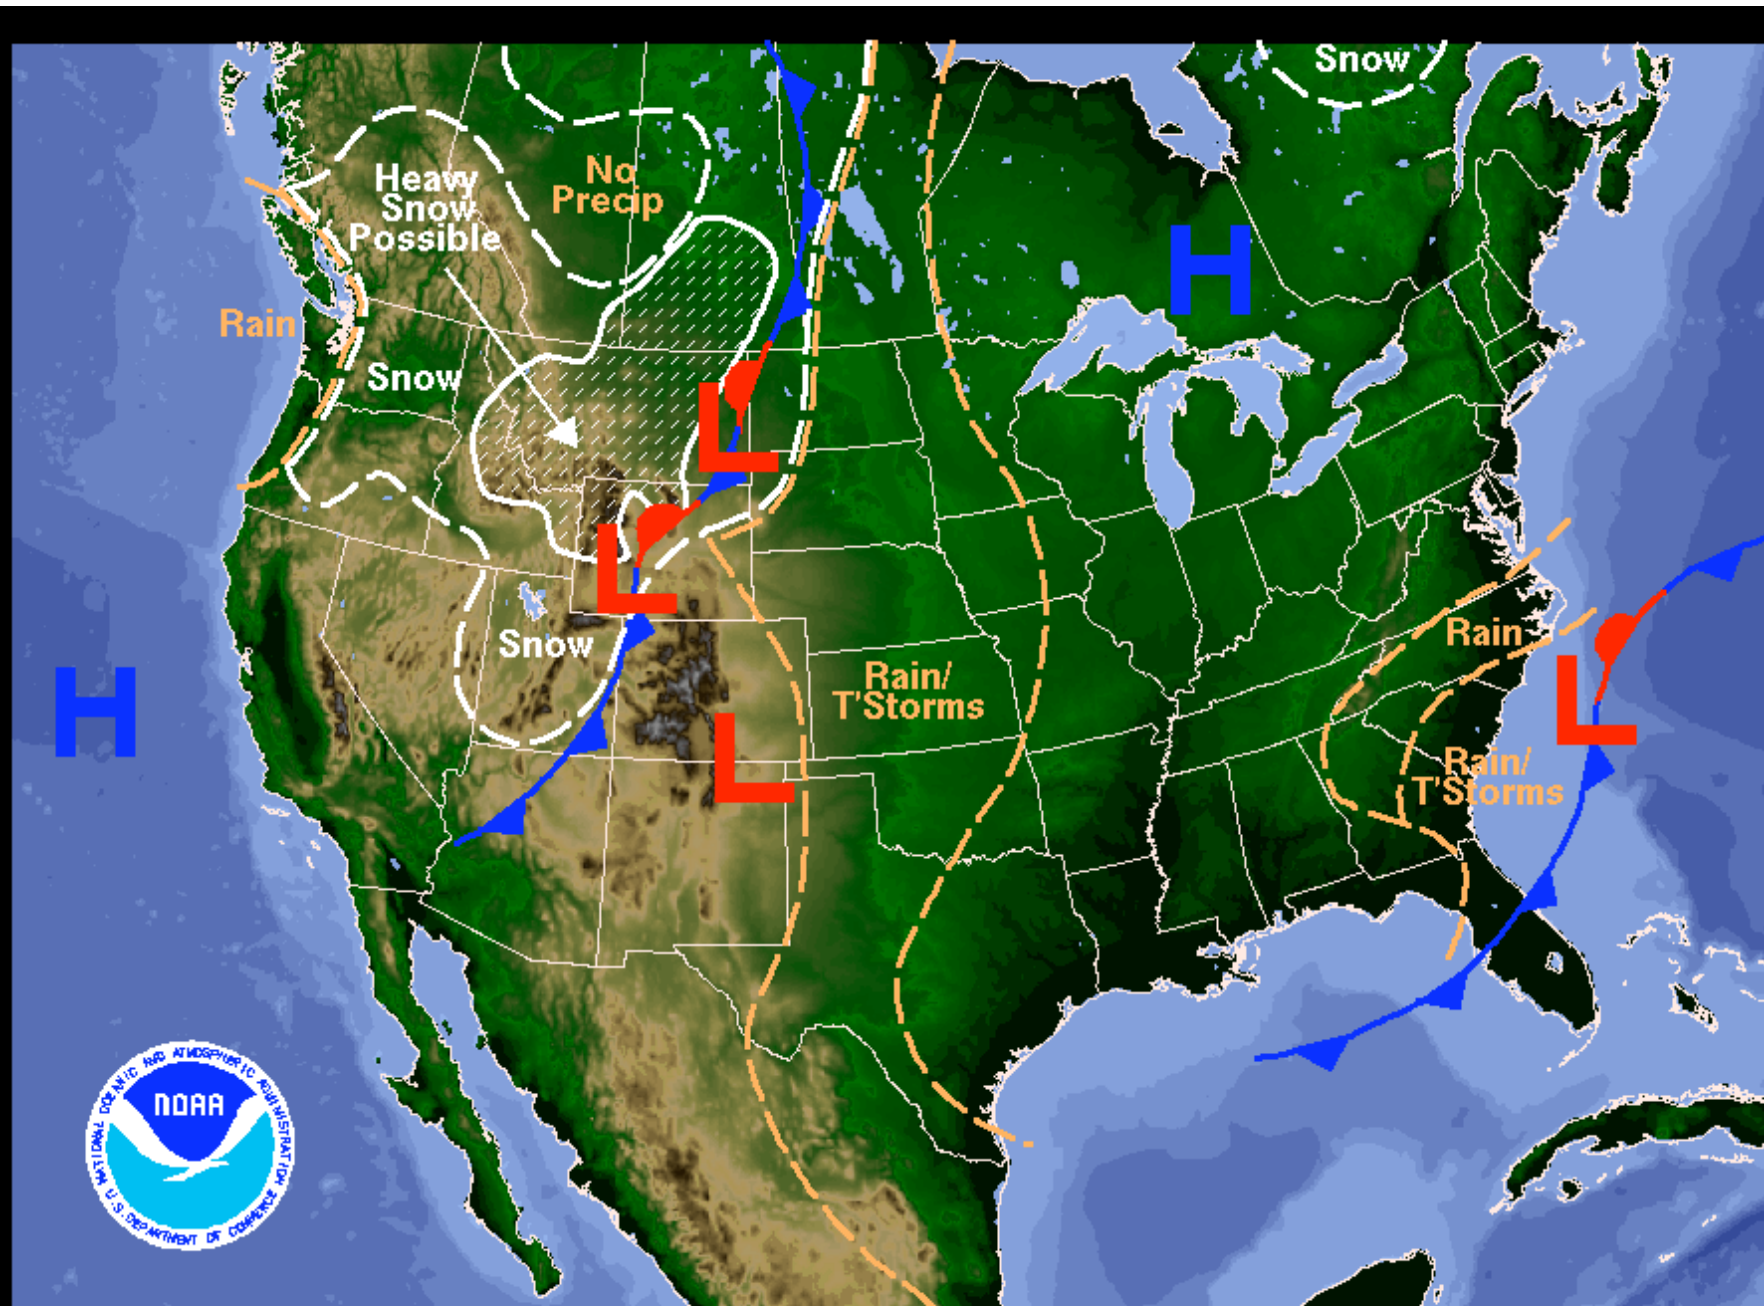 Snow
No
Precip
Heavy
Snow
Possible
H
Rain
Snow
L
L
Rain
Snow
Rain/
T'Storms
L
H
L
Rain/
T'Storms
L
NOAA
NATIONAL OCEANIC AND ATMOSPHERIC ADMINISTRATION
U.S. DEPARTMENT OF COMMERCE